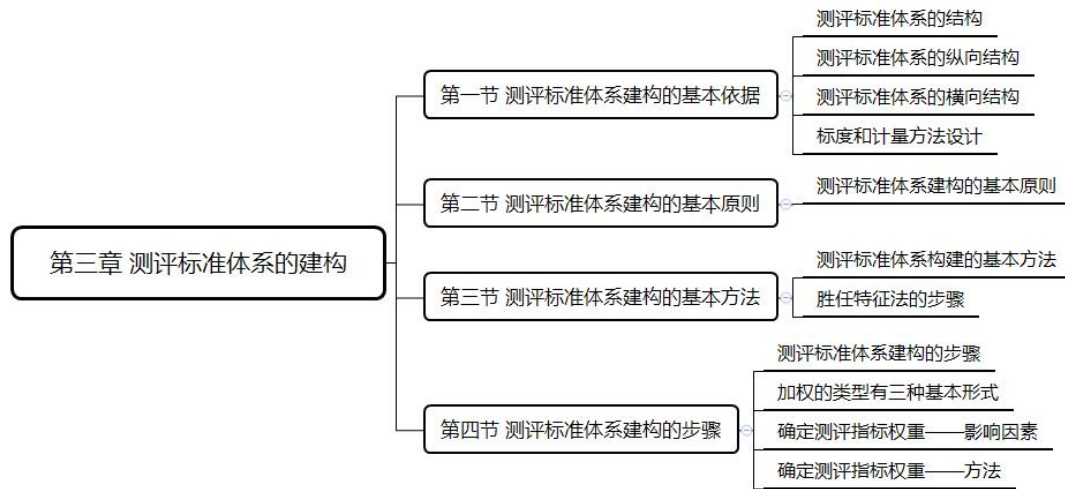 第三章 测评标准体系的建构
第一节 测评标准体系建构的基本依据
测评标准体系的结构
测评标准体系的纵向结构
测评标准体系的横向结构
标度和计量方法设计
第二节 测评标准体系建构的基本原则
测评标准体系建构的基本原则
第三节 测评标准体系建构的基本方法
测评标准体系构建的基本方法
胜任特征法的步骤
第四节 测评标准体系建构的步骤
测评标准体系建构的步骤
加权的类型有三种基本形式
确定测评指标权重——影响因素
确定测评指标权重——方法